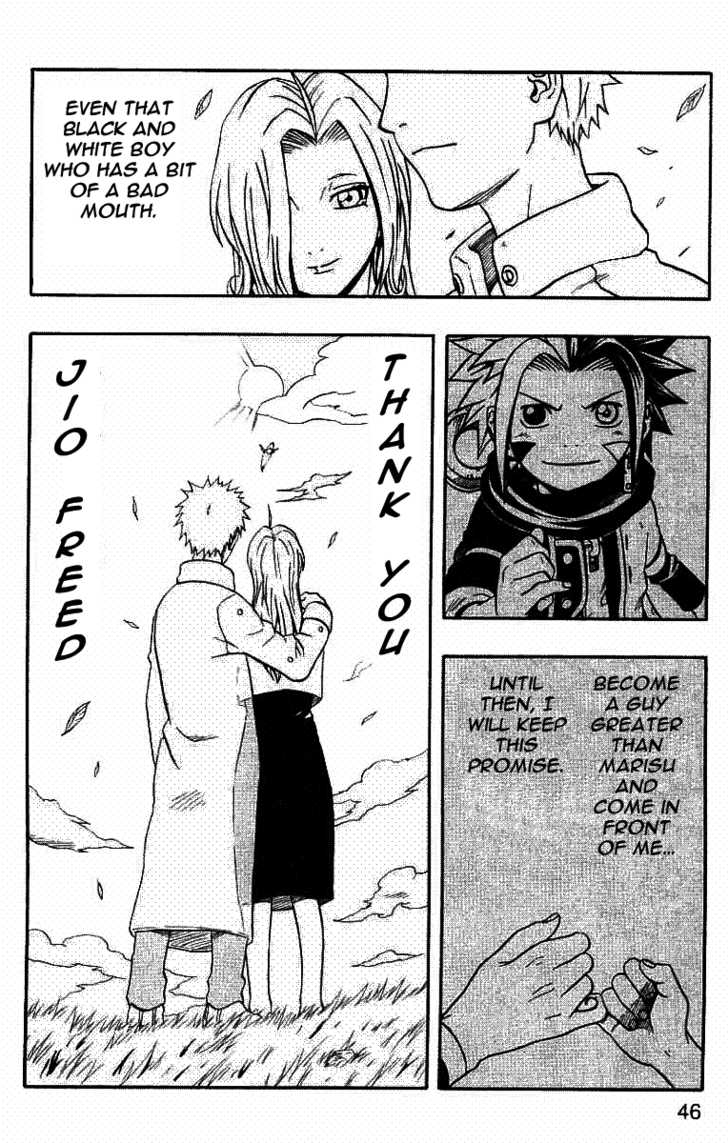 EVEN THAT
BLACK AND
WHITE BOY
WHO HAS A BIT
OF A BAD
MOUTH.
BECOME
A GUY
GREATER
THAN
MARISU
AND
COME IN
FRONT
OF ME...
UNTIL
THEN, I
WILL KEEP
THIS
PROMISE.
THANK YOU
JIO FREED
46